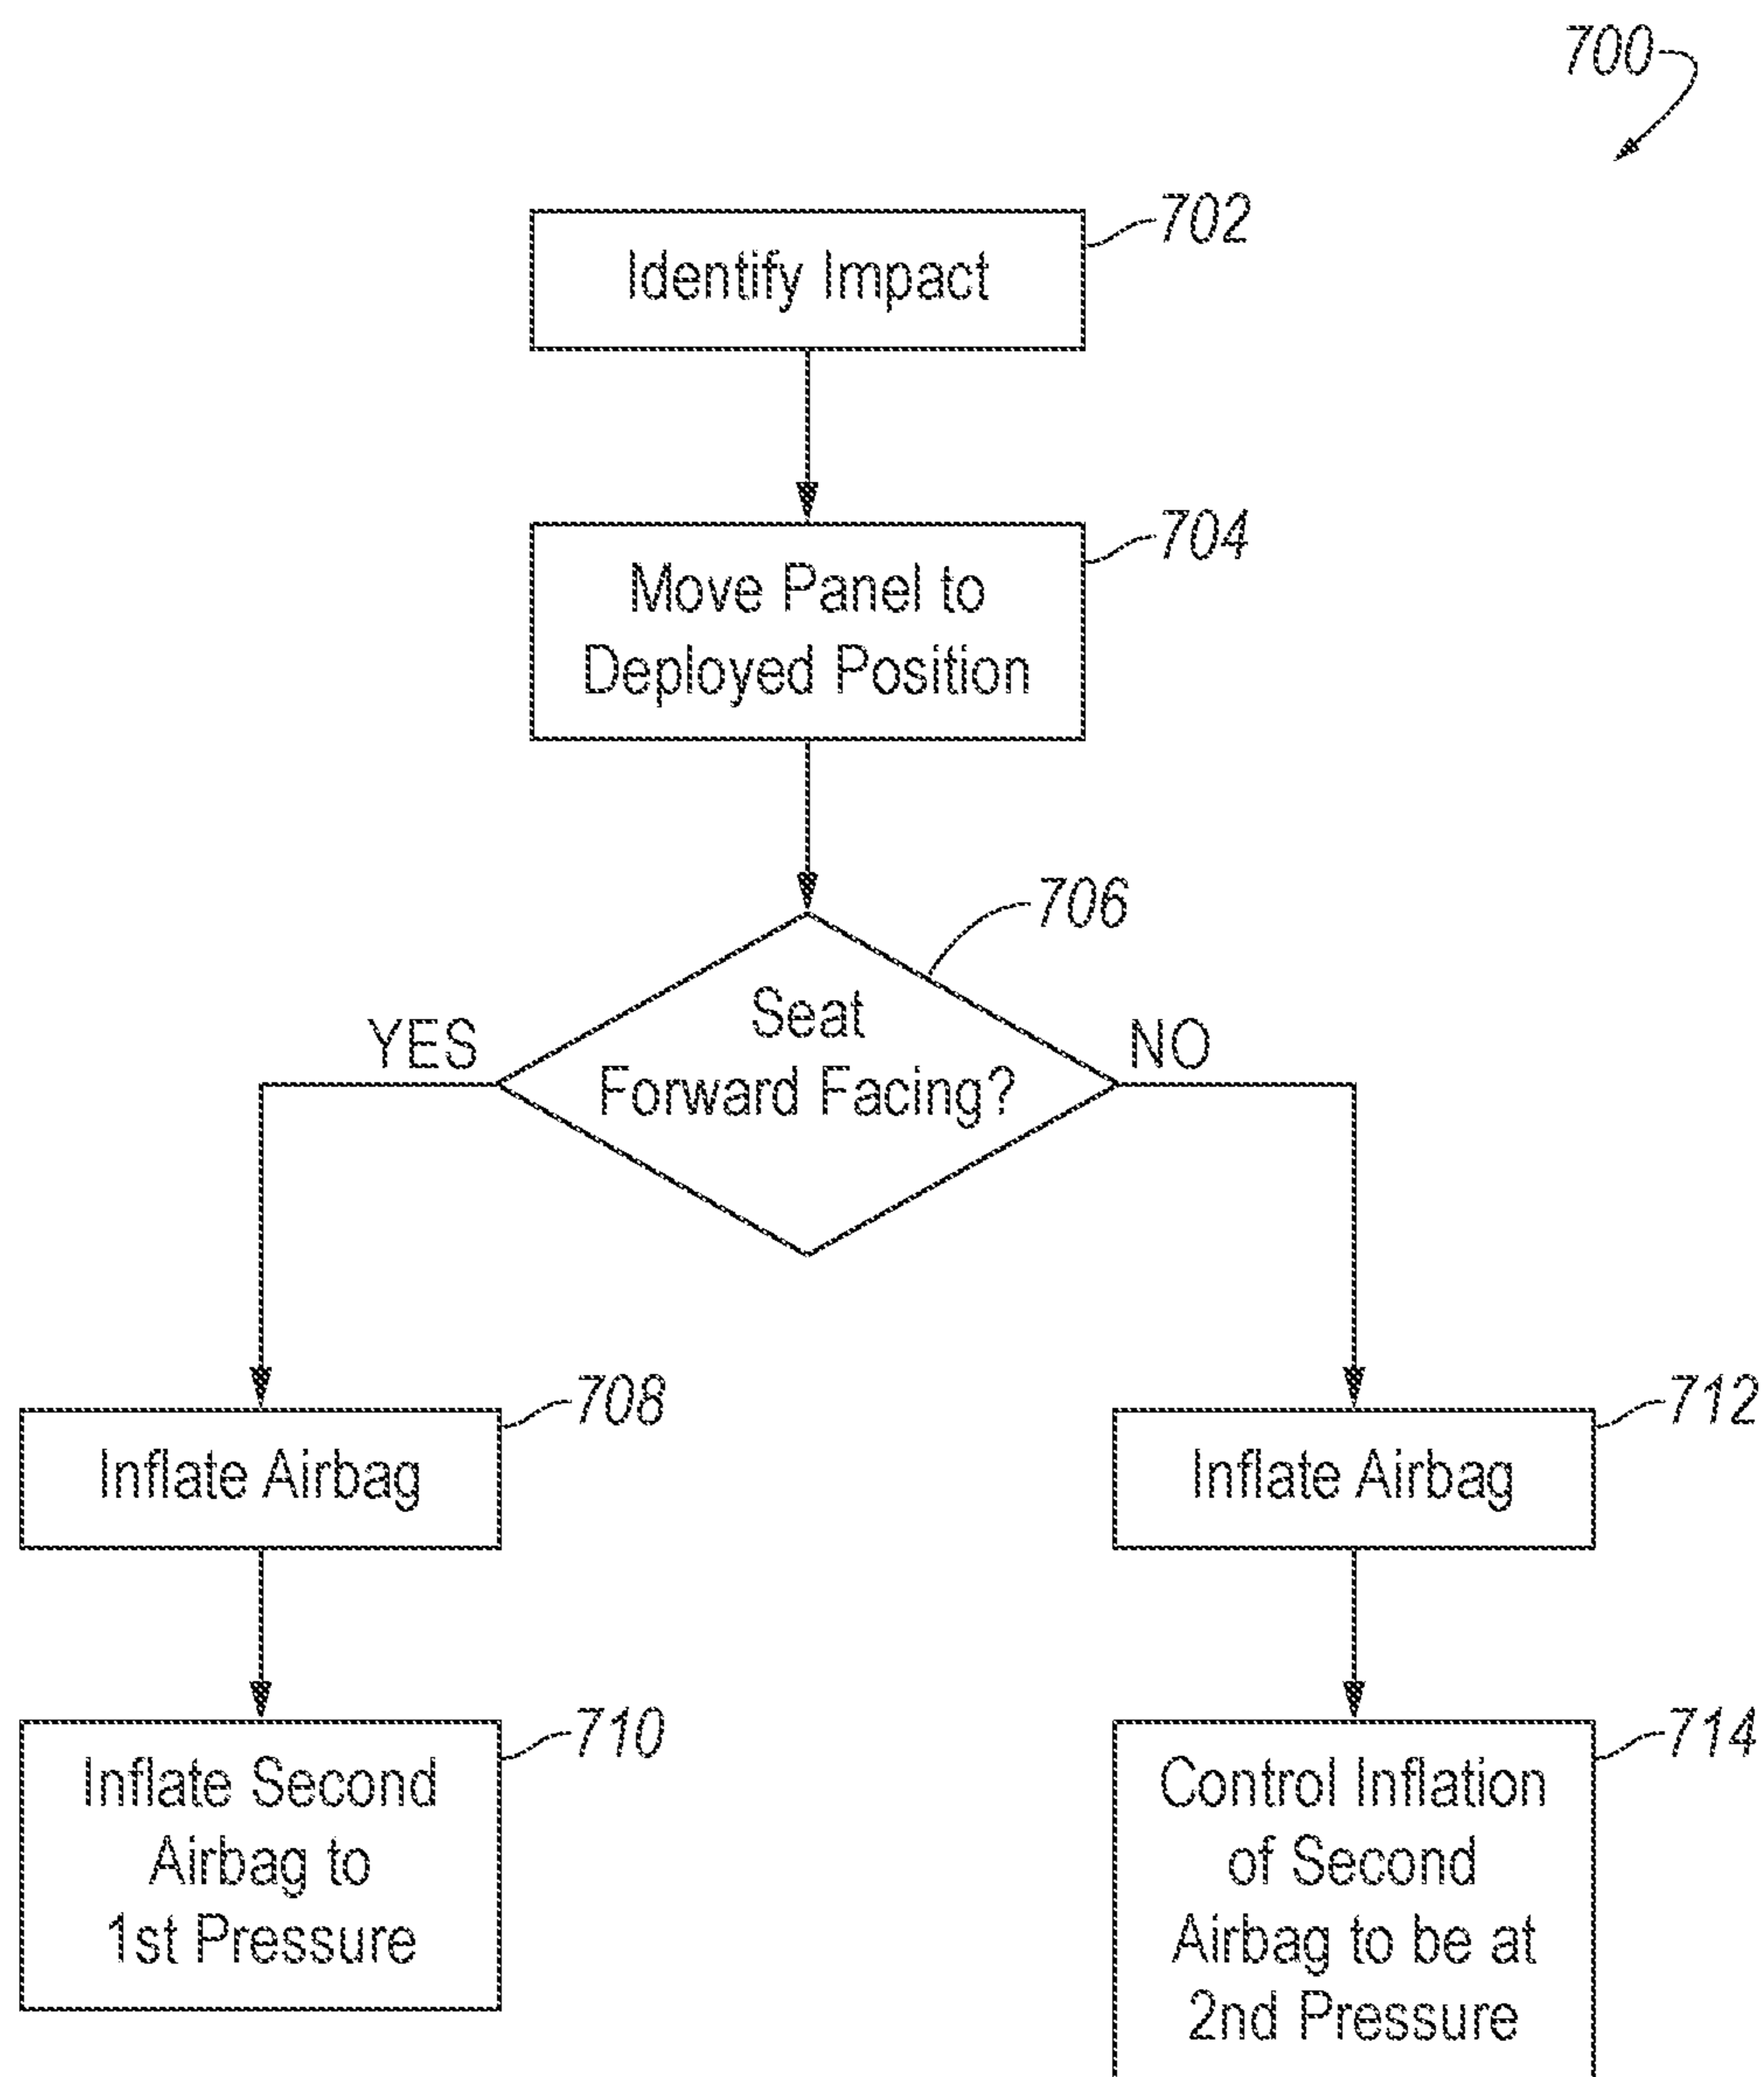 700
702
Identify Impact
704
Move Panel to
Deployed Position
706
Seat
Forward Facing?
YES
NO
708
Inflate Airbag
712
Inflate Airbag
710
Inflate Second
Airbag to
1st Pressure
714
Control Inflation
of Second
Airbag to be at
2nd Pressure